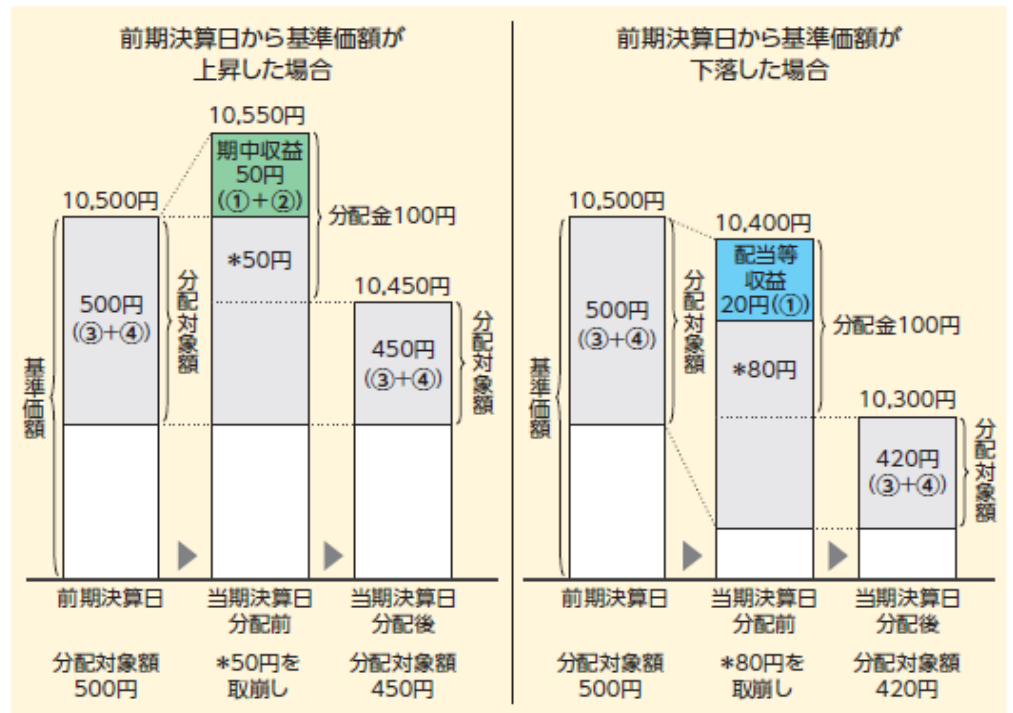 前期決算日から基準価額が
上昇した場合
10,550円
期中収益
50円
(①+②)
10,500円
分配金100円
*50円
10,450円
500円
(③+④)
分配対象額
450円
(③+④)
分配対象額
基準価額
前期決算日
当期決算日
分配前
当期決算日
分配後
分配対象額
500円
*50円を
取崩し
分配対象額
450円
前期決算日から基準価額が
下落した場合
10,500円
10,400円
配当等
収益
20円(①)
分配金100円
500円
(③+④)
分配対象額
*80円
10,300円
420円
(③+④)
分配対象額
基準価額
前期決算日
当期決算日
分配前
当期決算日
分配後
分配対象額
500円
*80円を
取崩し
分配対象額
420円